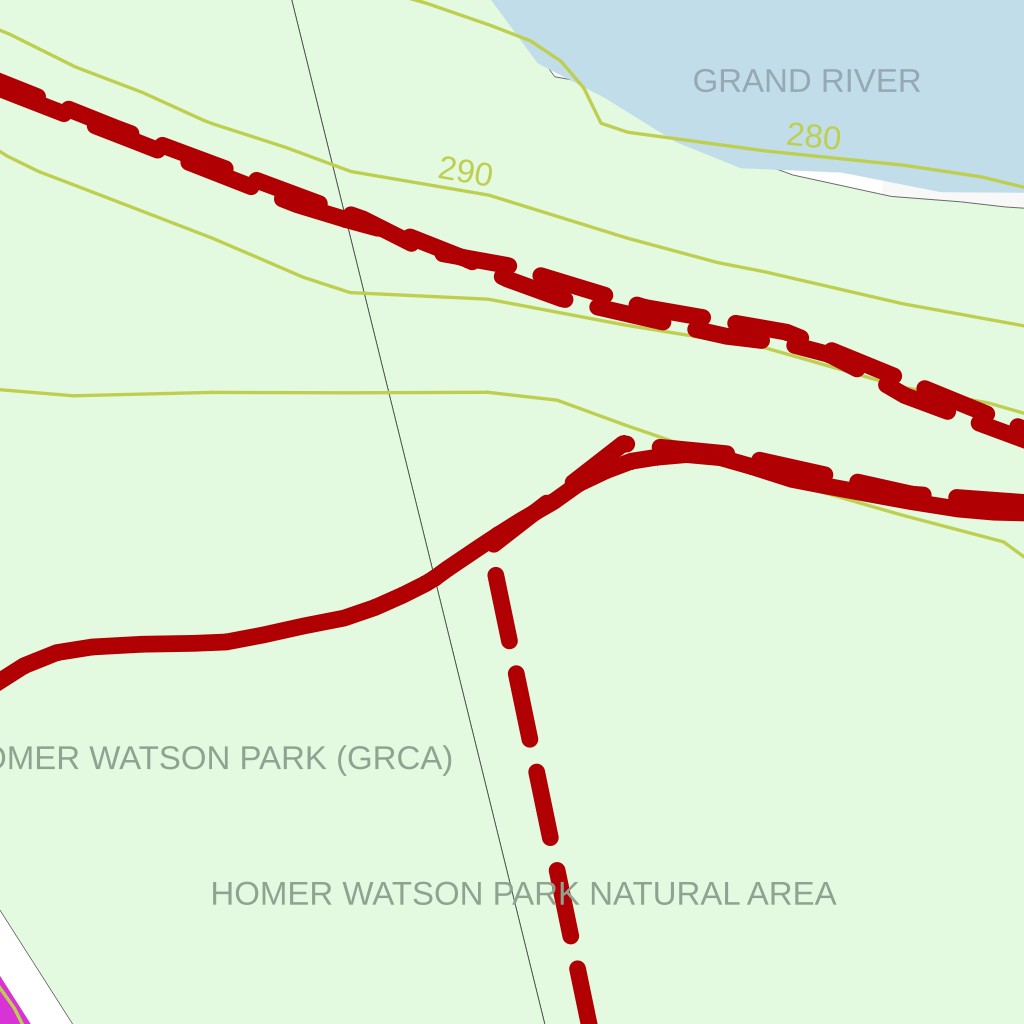 GRAND RIVER
280
290
OMER WATSON PARK (GRCA)
HOMER WATSON PARK NATURAL AREA